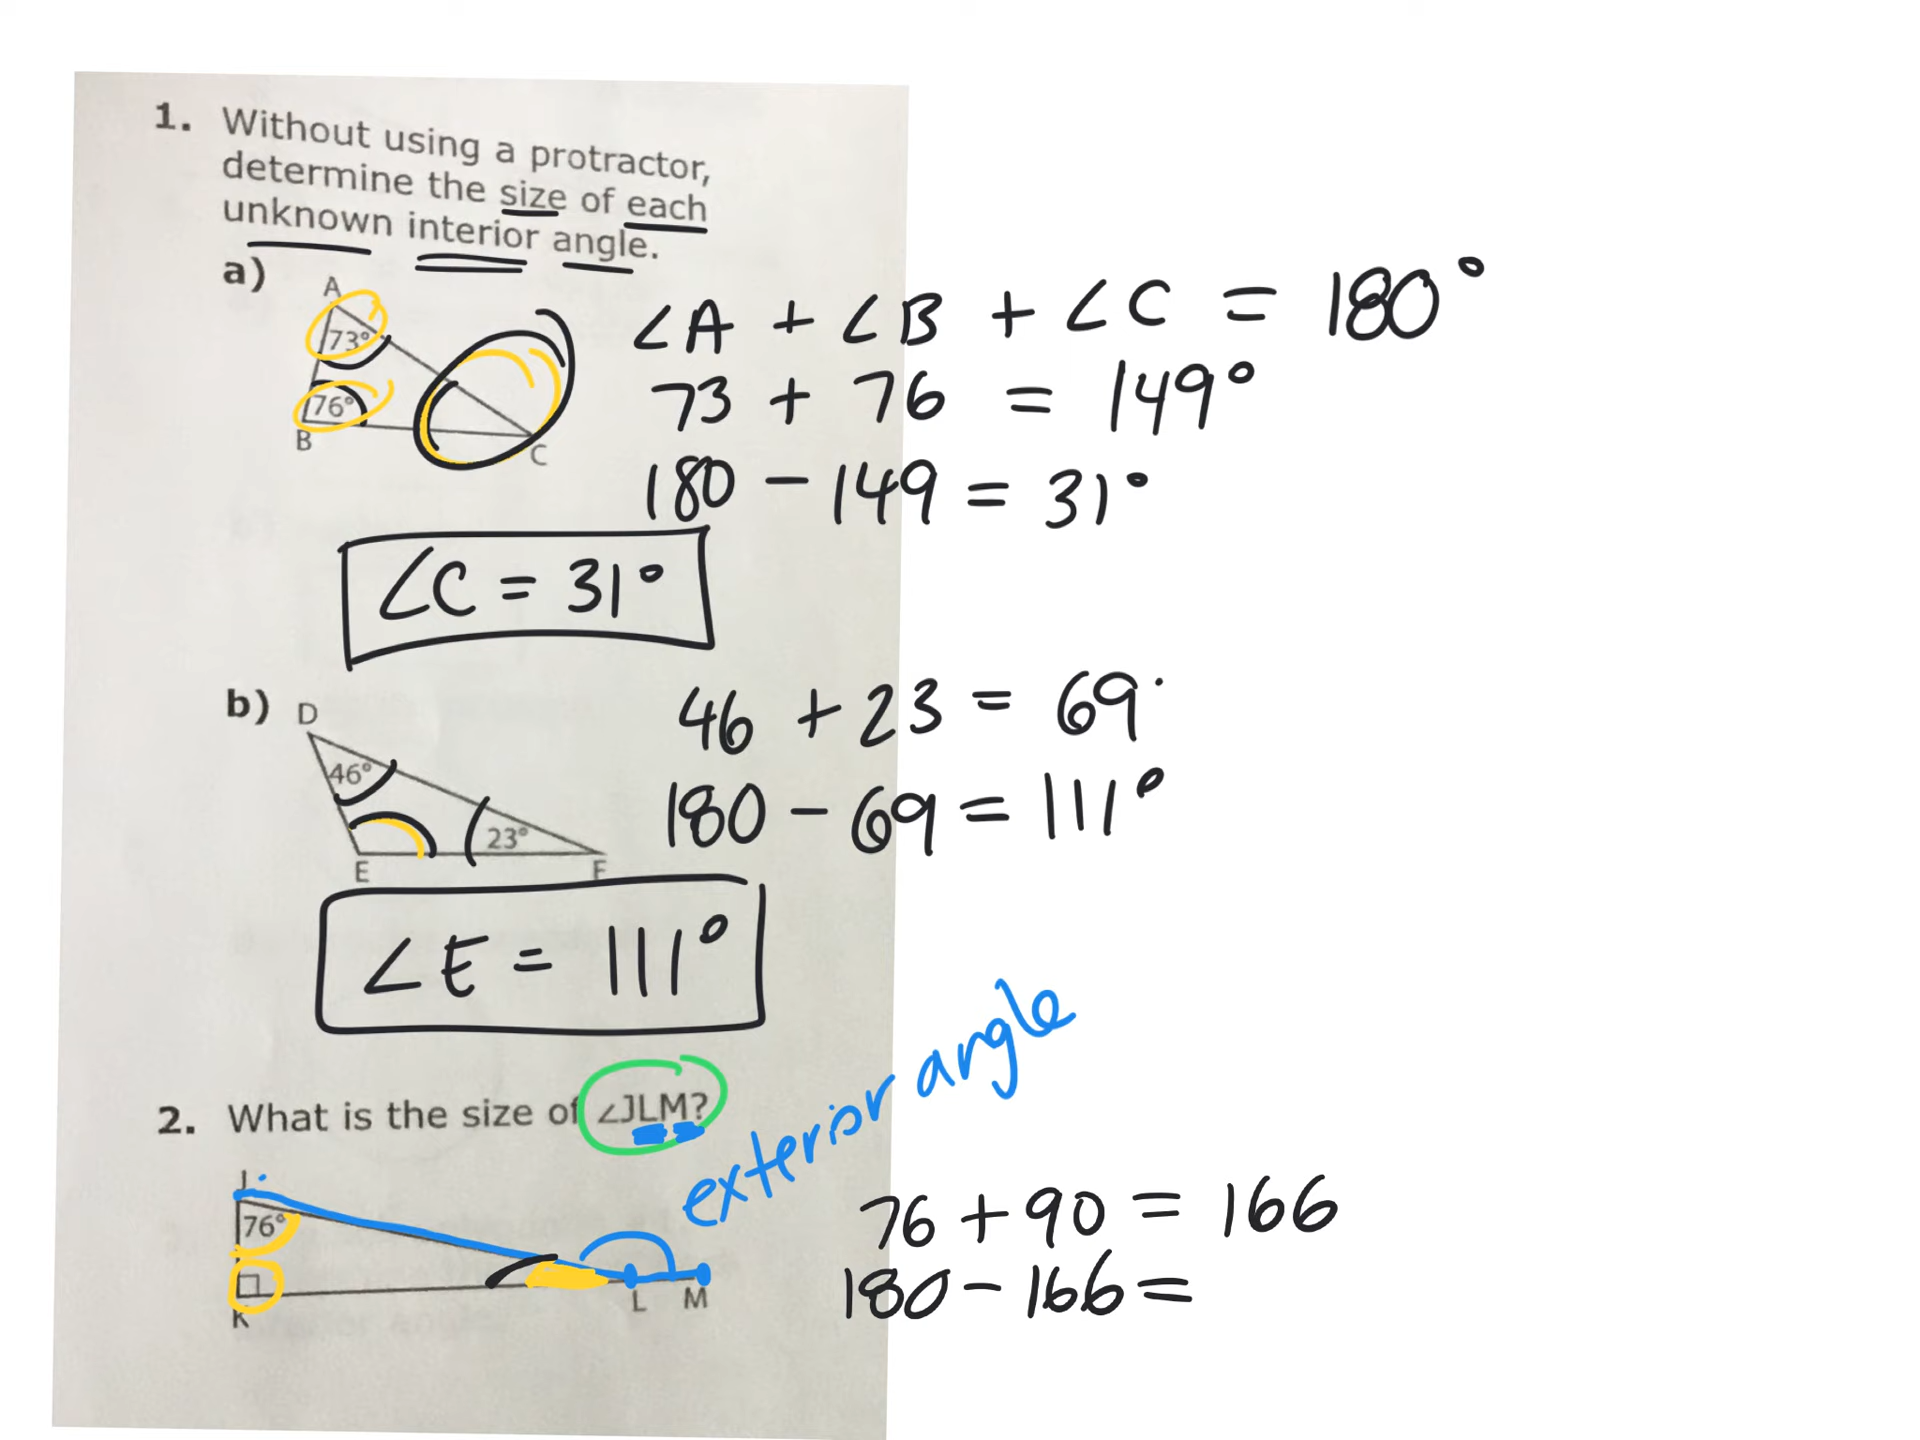 1. Without using a protractor,
determine the size of each
unknown interior angle.
a)
A
73°
76°
B
C
∠A + ∠B + ∠C = 180°
73 + 76 = 149°
180 - 149 = 31°
∠C = 31°
b)
D
46°
23°
E
F
46 + 23 = 69
180 - 69 = 111°
∠E = 111°
exterior angle
2. What is the size of ∠JLM?
J
76°
K
L
M
76 + 90 = 166
180 - 166 =